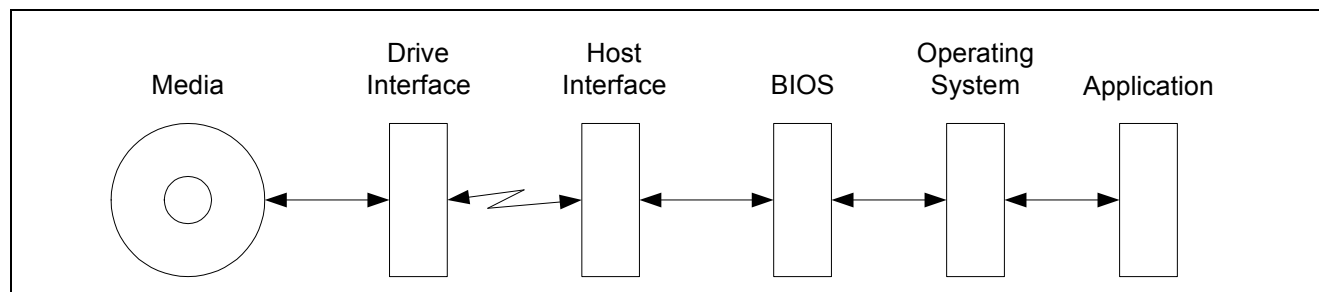 Media
Drive
Interface
Host
Interface
BIOS
Operating
System
Application